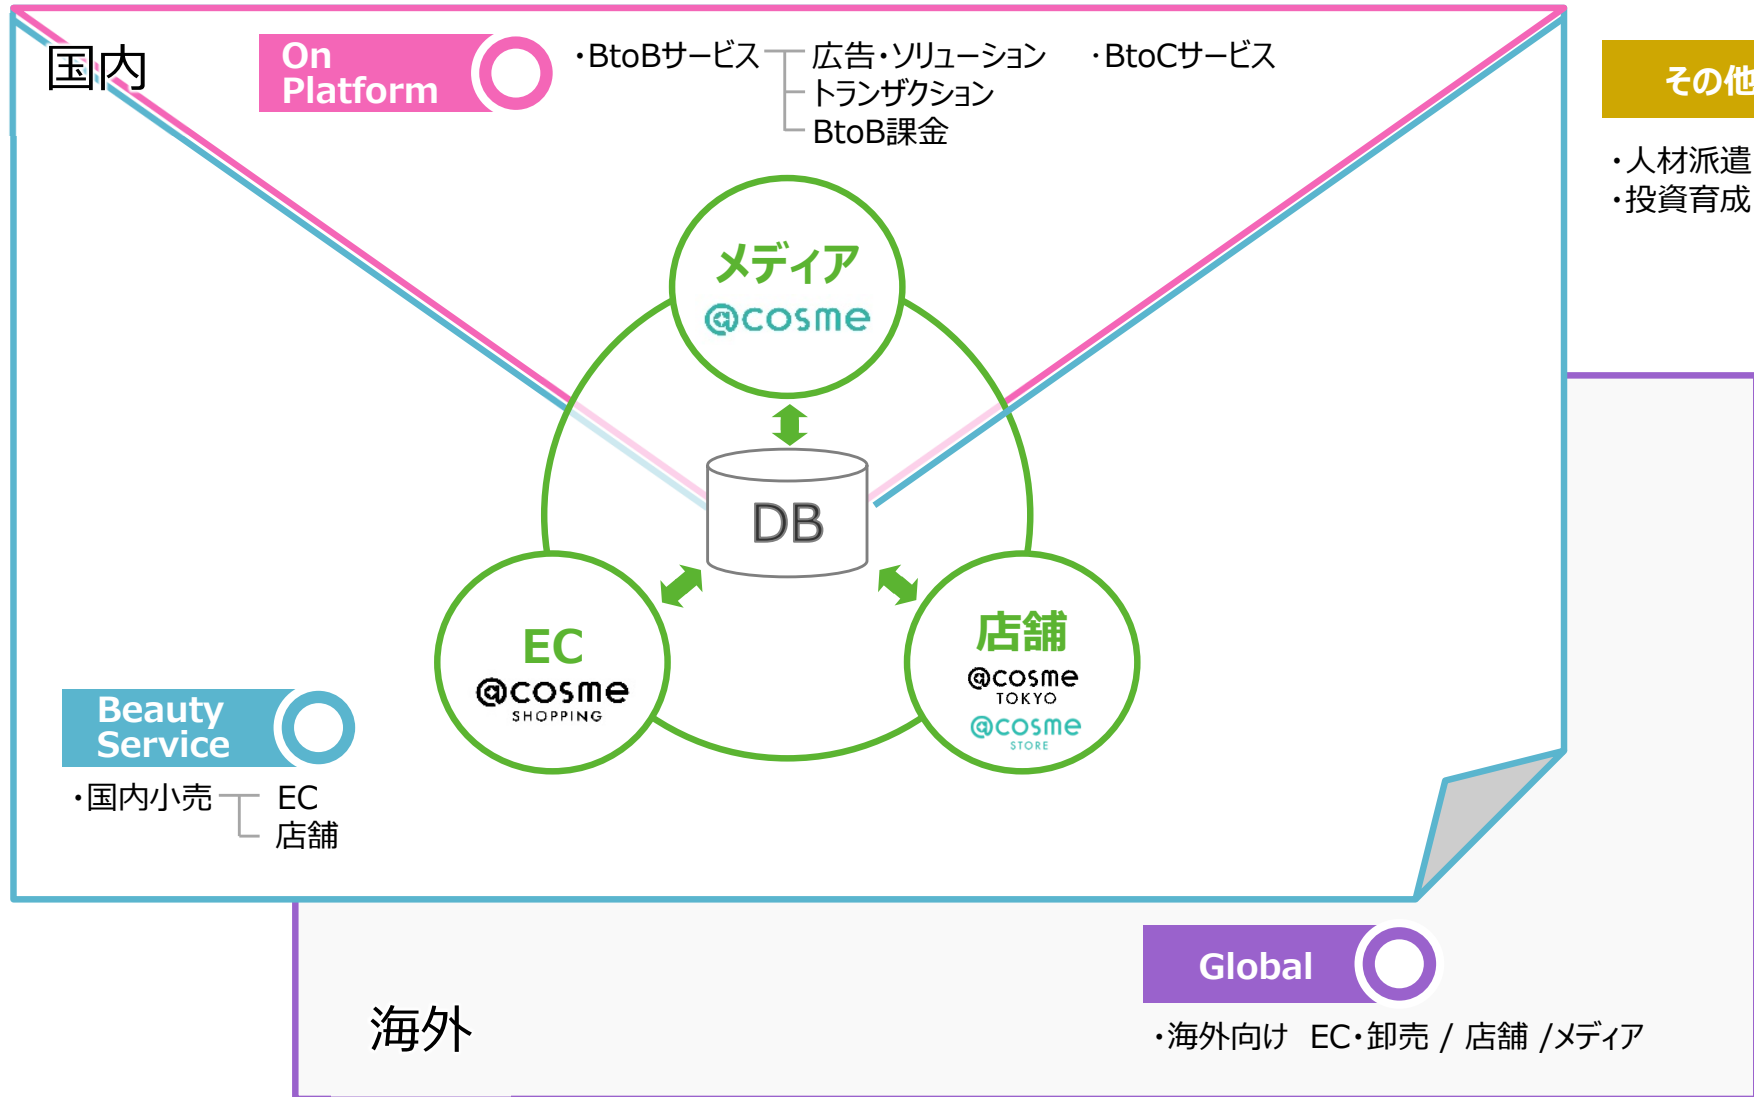 国内
On
Platform
・BtoBサービス
広告・ソリューション
トランザクション
BtoB課金
・BtoCサービス
その他
・人材派遣
・投資育成
メディア
@cosme
DB
EC
@cosme
SHOPPING
店舗
@cosme
TOKYO
@cosme
STORE
Beauty
Service
・国内小売
EC
店舗
Global
海外
・海外向け EC・卸売 / 店舗 /メディア